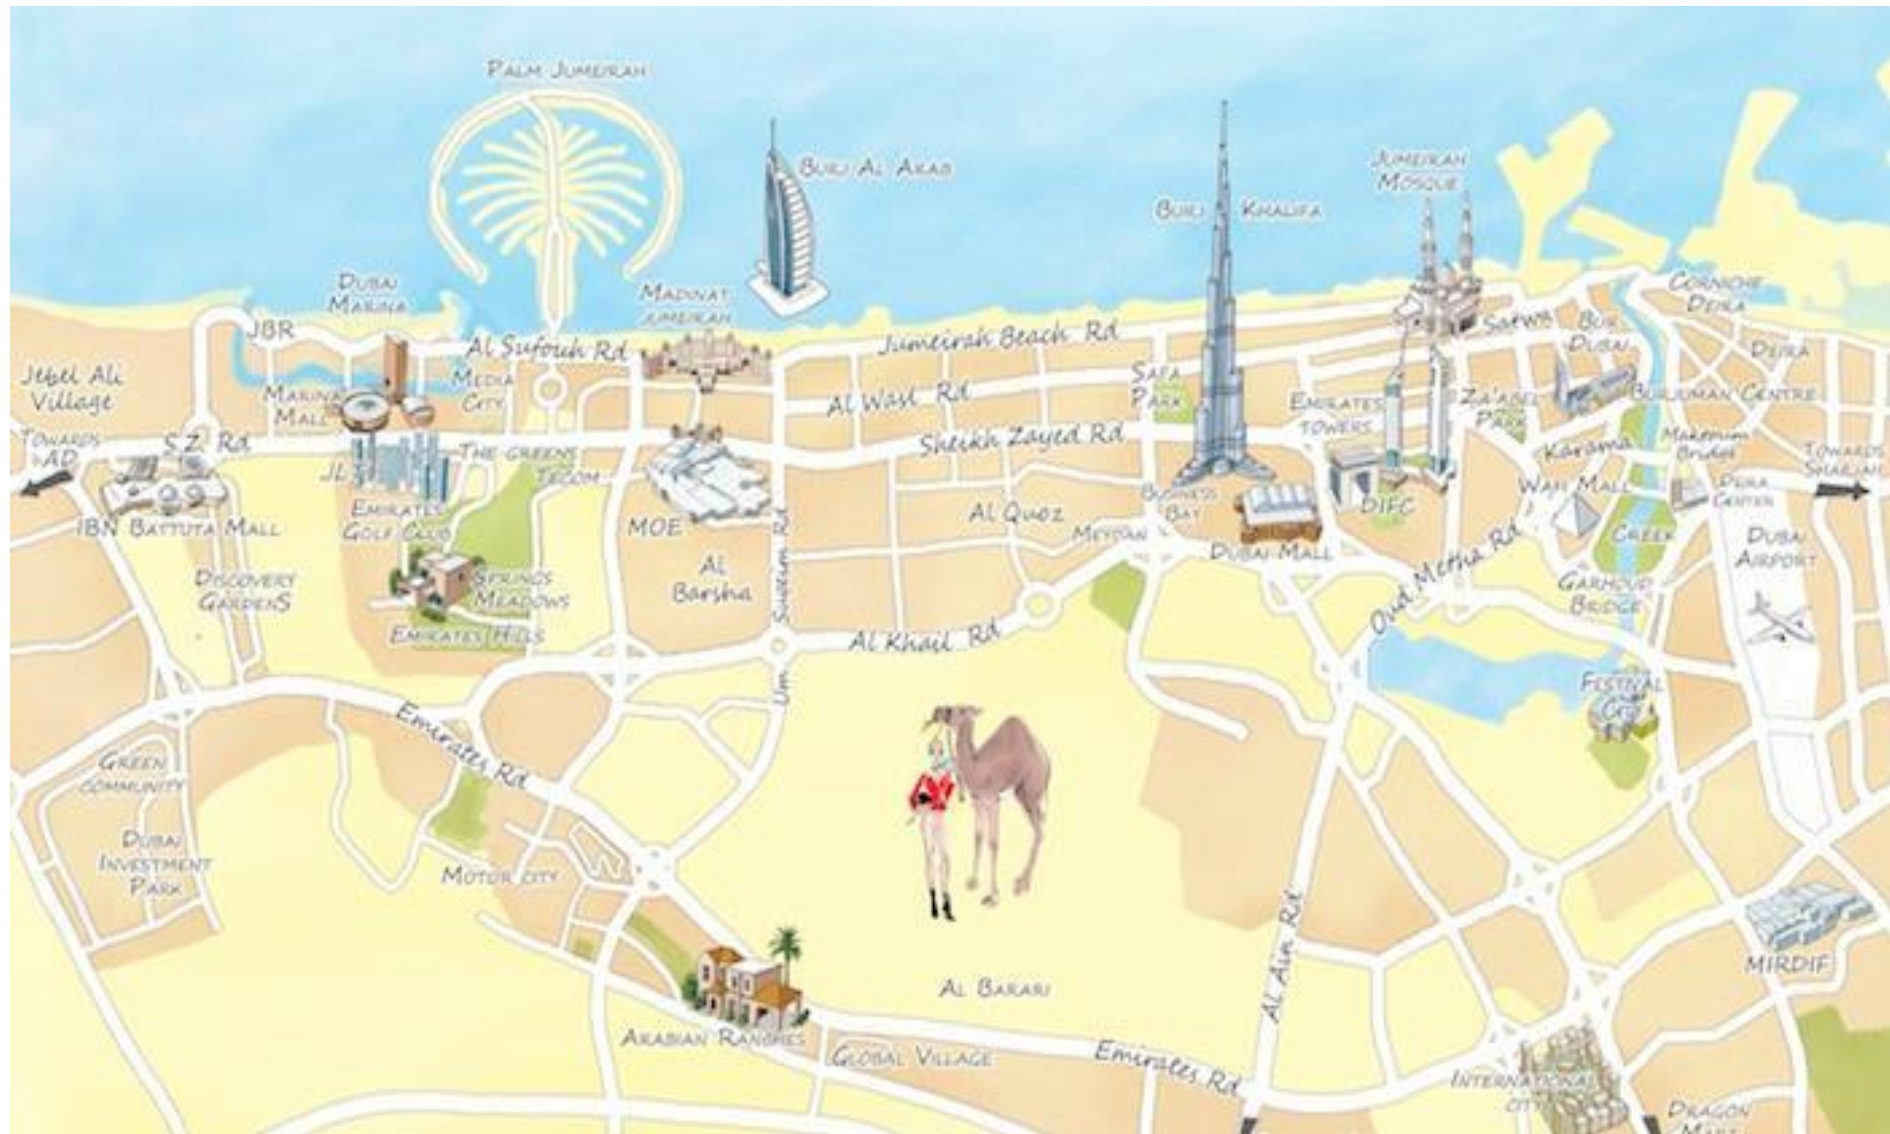 PALM JUMEIRAH
BURJ AL ARAB
JUMEIRAH
MOSQUE
BURJ KHALIFA
DUBAI
MARINA
MADINAT
JUMEIRAH
CORNICHE
DEIRA
JBR
Al Sufouh Rd
Jumeirah Beach Rd
Satwa
BUR
DUBAI
DEIRA
Jebel Ali
Village
MARINA
MALL
MEDIA
CITY
Al Wasl Rd
SAFA
PARK
EMIRATES
TOWERS
ZA'ABEL
PARK
BURJUMAN CENTRE
TOWARDS
AD
S.Z. Rd
THE GREENS
TECOM
Sheikh Zayed Rd
Karama
Maktoum
Bridge
TOWARDS
SHARJAH
IBN BATTUTA MALL
EMIRATES
GOLF CLUB
MOE
Al Quoz
BUSINESS
BAY
MEYDAN
DUBAI MALL
DIFC
WAFI MALL
CREEK
DUBAI
AIRPORT
DISCOVERY
GARDENS
SPRINGS
MEADOWS
EMIRATES HILLS
Al
Barsha
Um Suqeim Rd
Al Khail Rd
Oud Metha Rd
GARHOUD
BRIDGE
FESTIVAL
CITY
Emirates Rd
GREEN
COMMUNITY
DUBAI
INVESTMENT
PARK
MOTOR CITY
ARABIAN RANCHES
AL BARARI
GLOBAL VILLAGE
Emirates Rd
Al Ain Rd
MIRDIF
INTERNATIONAL
CITY
DRAGON